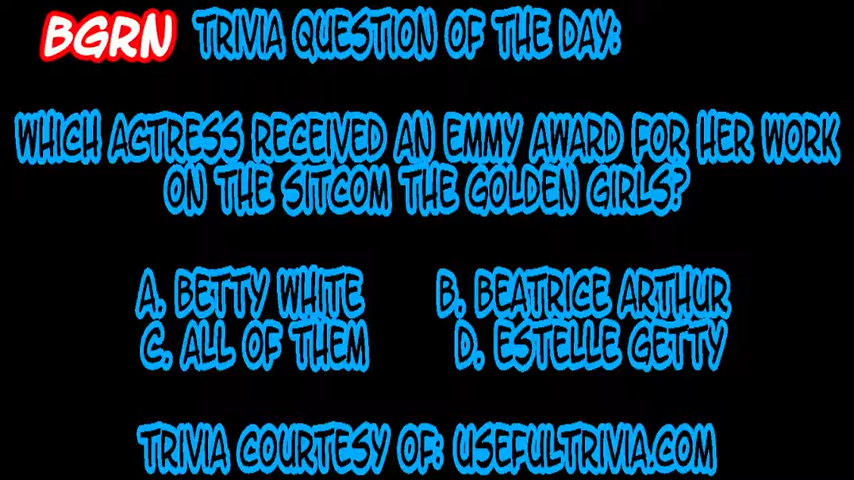 BGRN TRIVIA QUESTION OF THE DAY:
WHICH ACTRESS RECEIVED AN EMMY AWARD FOR HER WORK
ON THE SITCOM THE GOLDEN GIRLS?
A. BETTY WHITE B. BEATRICE ARTHUR
C. ALL OF THEM D. ESTELLE GETTY
TRIVIA COURTESY OF: USEFULTRIVIA.COM